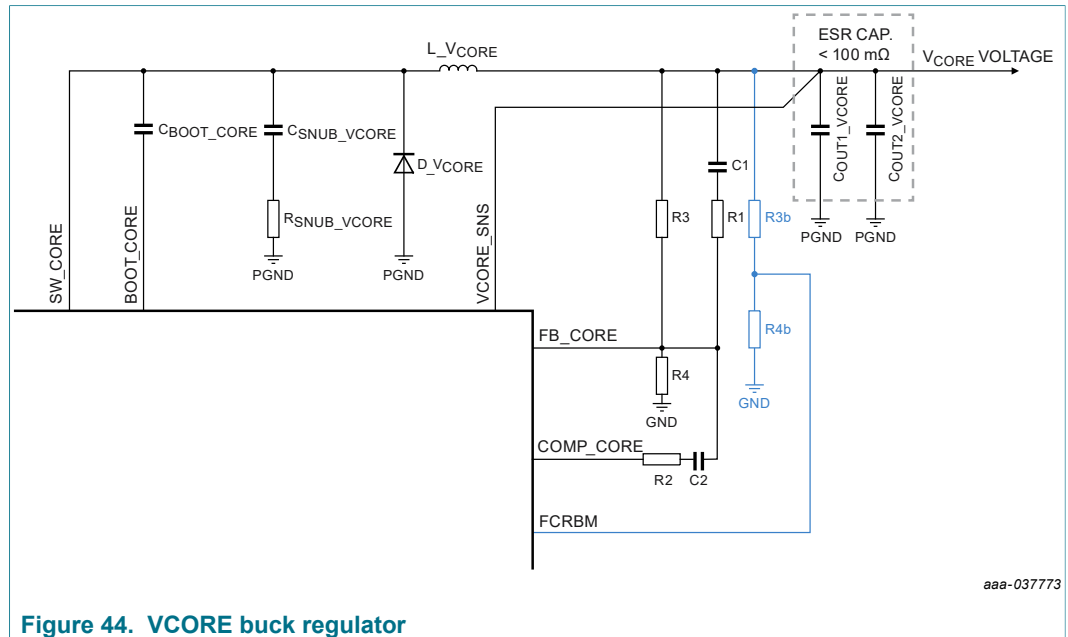 ESR CAP.
< 100 mΩ
L_VCORE
VCORE VOLTAGE
CBOOT_CORE
CSNUB_VCORE
D_VCORE
COUT1_VCORE
COUT2_VCORE
C1
R3
R1
R3b
RSNUB_VCORE
PGND
PGND
PGND
PGND
SW_CORE
BOOT_CORE
VCORE_SNS
FB_CORE
R4
R4b
GND
GND
COMP_CORE
R2
C2
FCRBM
aaa-037773
Figure 44. VCORE buck regulator